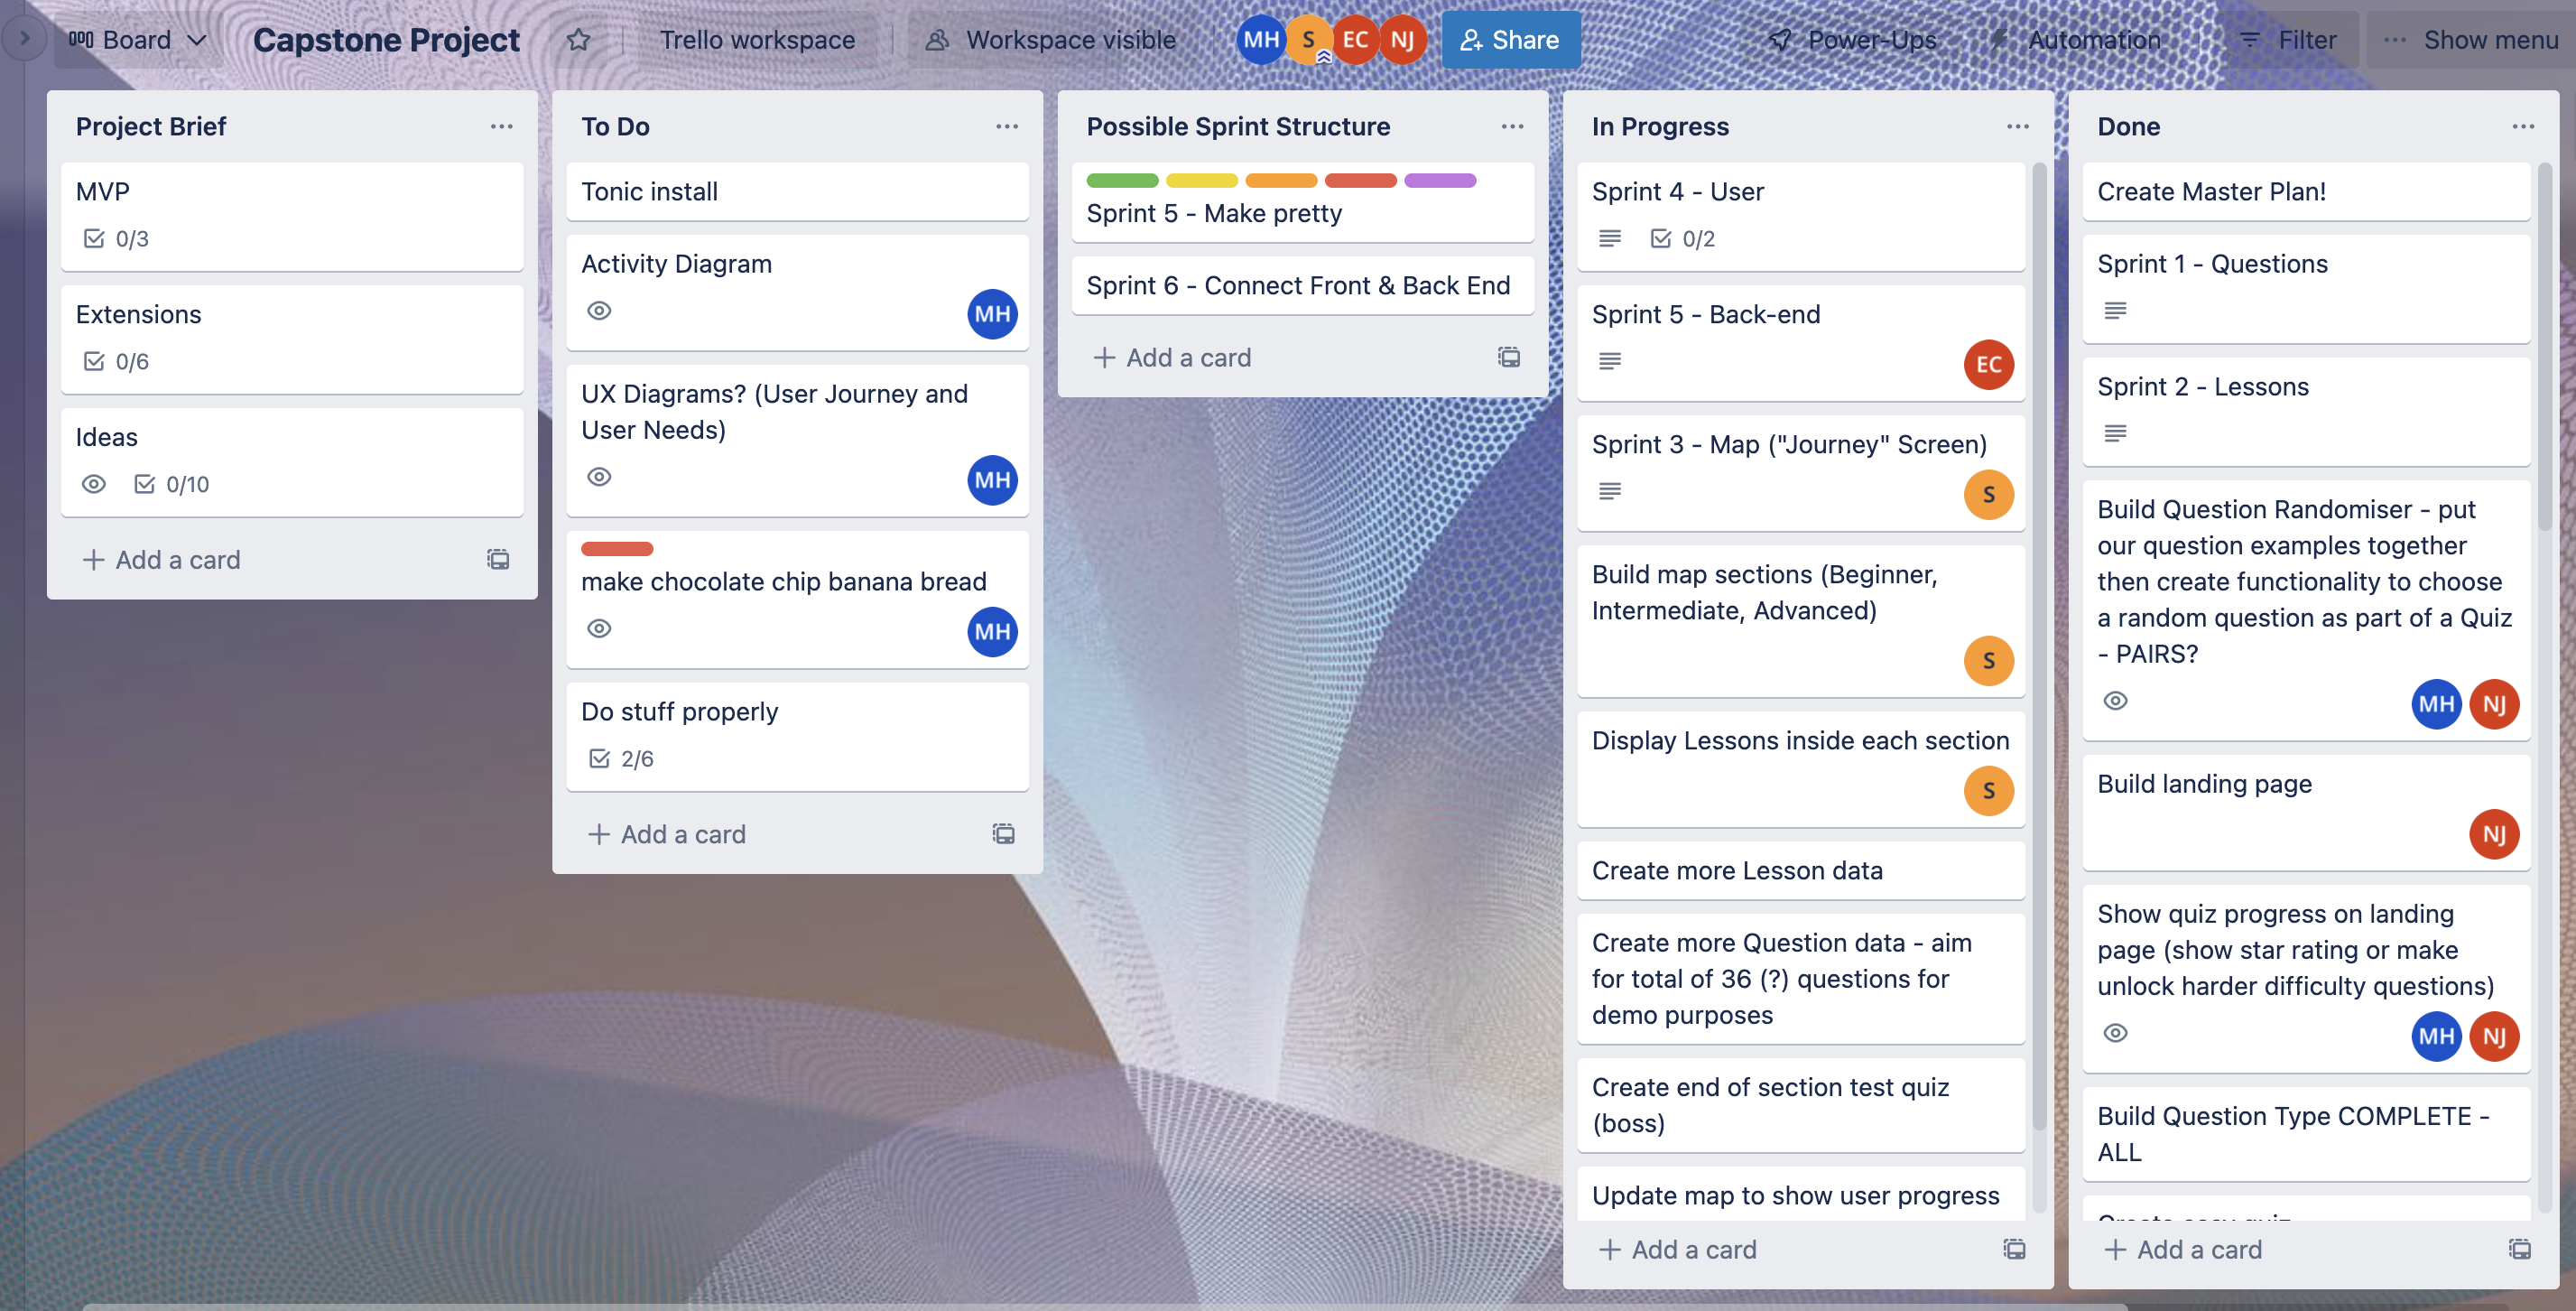 Board
Capstone Project
Trello workspace
Workspace visible
MH
S
EC
NJ
Share
Power-Ups
Automation
Filter
Show menu
Project Brief
MVP
0/3
Extensions
0/6
Ideas
0/10
Add a card
To Do
Tonic install
Activity Diagram
MH
UX Diagrams? (User Journey and
User Needs)
MH
make chocolate chip banana bread
MH
Do stuff properly
2/6
Add a card
Possible Sprint Structure
Sprint 5 - Make pretty
Sprint 6 - Connect Front & Back End
Add a card
In Progress
Sprint 4 - User
0/2
Sprint 5 - Back-end
EC
Sprint 3 - Map ("Journey" Screen)
S
Build map sections (Beginner,
Intermediate, Advanced)
S
Display Lessons inside each section
S
Create more Lesson data
Create more Question data - aim
for total of 36 (?) questions for
demo purposes
Create end of section test quiz
(boss)
Update map to show user progress
Add a card
Done
Create Master Plan!
Sprint 1 - Questions
Sprint 2 - Lessons
Build Question Randomiser - put
our question examples together
then create functionality to choose
a random question as part of a Quiz
- PAIRS?
MH NJ
Build landing page
NJ
Show quiz progress on landing
page (show star rating or make
unlock harder difficulty questions)
MH NJ
Build Question Type COMPLETE -
ALL
Add a card